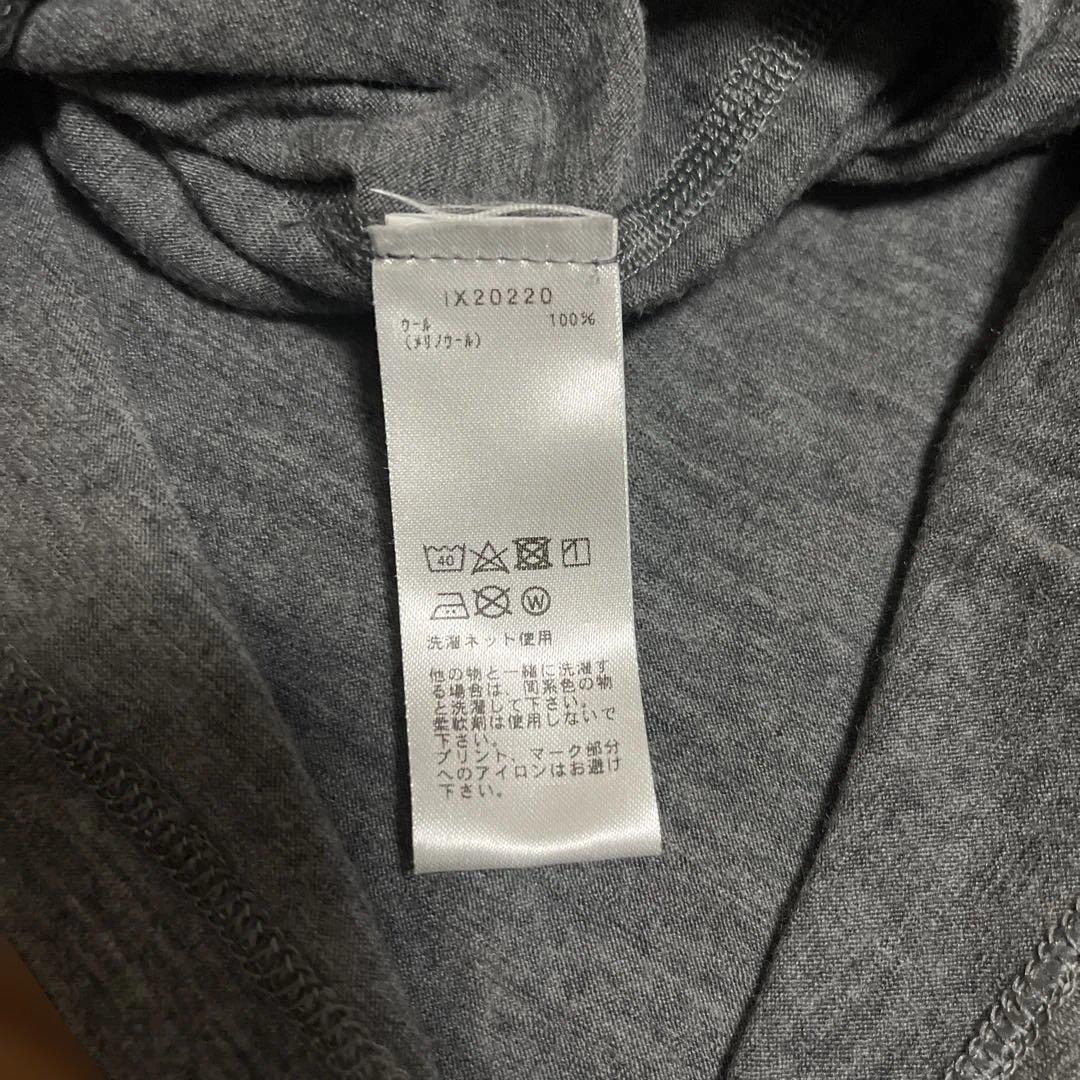 IX20220
ウール 100%
(メリノウール)
40
W
洗濯ネット使用
他の物と一緒に洗濯す
る場合は、同系色の物
と洗濯して下さい。
柔軟剤は使用しないで
下さい。
プリント、マーク部分
へのアイロンはお避け
下さい。